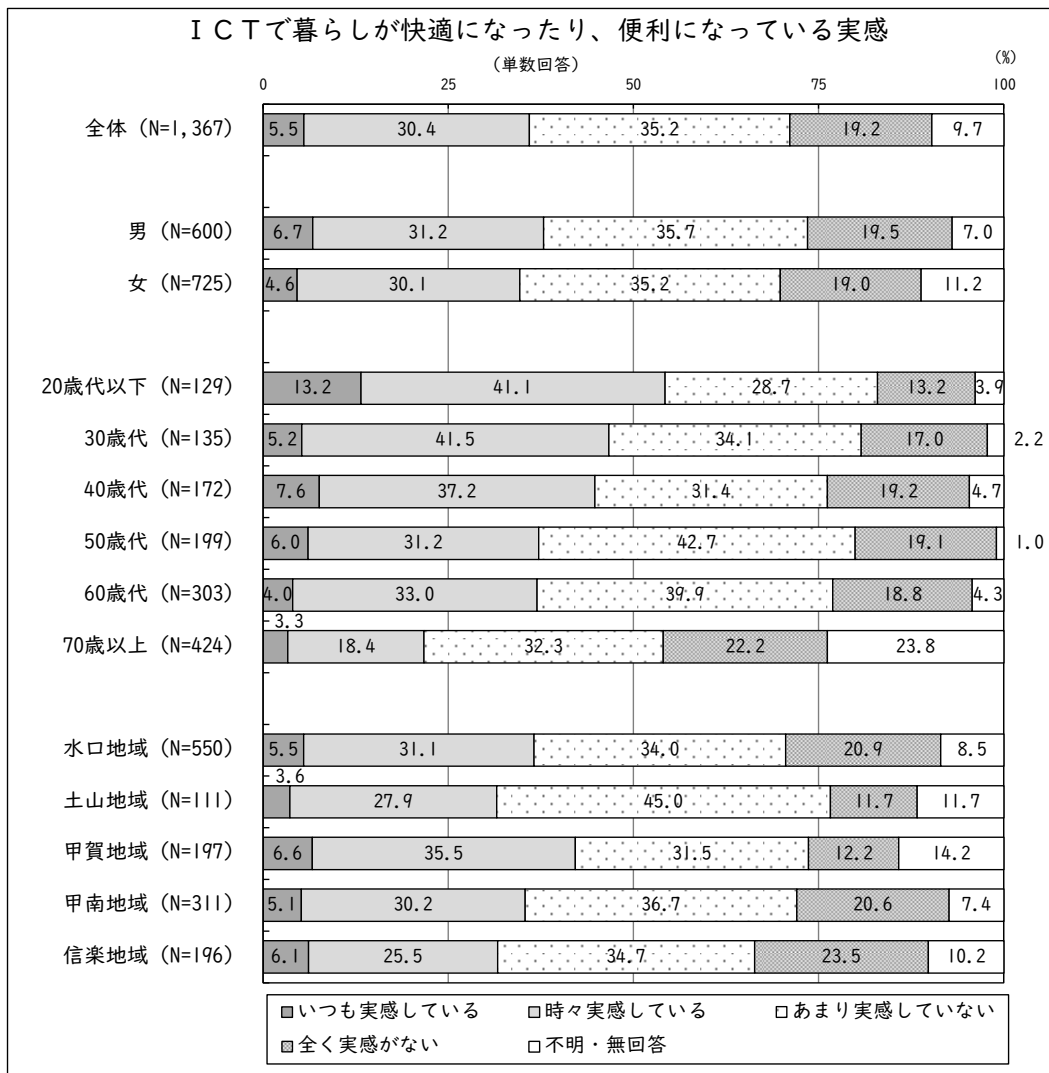 ＩＣＴで暮らしが快適になったり、便利になっている実感
（単数回答）
(%)
0 25 50 75 100
全体 (N=1,367) 5.5 30.4 35.2 19.2 9.7
男 (N=600) 6.7 31.2 35.7 19.5 7.0
女 (N=725) 4.6 30.1 35.2 19.0 11.2
20歳代以下 (N=129) 13.2 41.1 28.7 13.2 3.9
30歳代 (N=135) 5.2 41.5 34.1 17.0 2.2
40歳代 (N=172) 7.6 37.2 31.4 19.2 4.7
50歳代 (N=199) 6.0 31.2 42.7 19.1 1.0
60歳代 (N=303) 4.0 33.0 39.9 18.8 4.3
70歳以上 (N=424) 3.3 18.4 32.3 22.2 23.8
水口地域 (N=550) 5.5 31.1 34.0 20.9 8.5
土山地域 (N=111) 3.6 27.9 45.0 11.7 11.7
甲賀地域 (N=197) 6.6 35.5 31.5 12.2 14.2
甲南地域 (N=311) 5.1 30.2 36.7 20.6 7.4
信楽地域 (N=196) 6.1 25.5 34.7 23.5 10.2
いつも実感している 時々実感している あまり実感していない
全く実感がない 不明・無回答